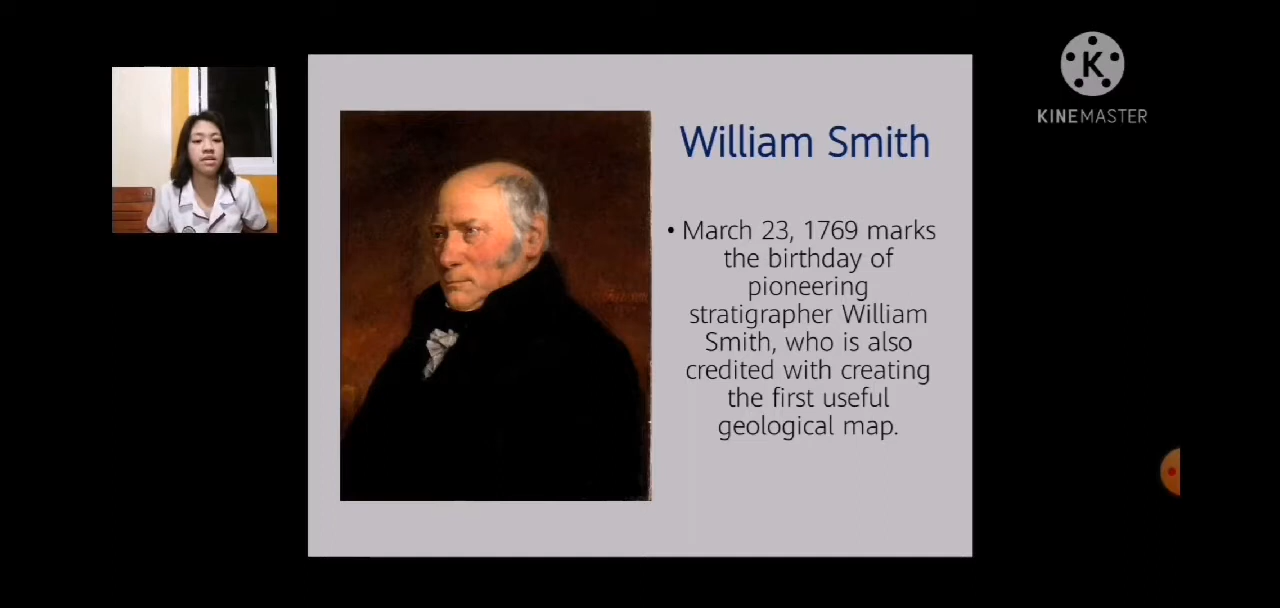 William Smith
• March 23, 1769 marks
the birthday of
pioneering
stratigrapher William
Smith, who is also
credited with creating
the first useful
geological map.
K
KINEMASTER